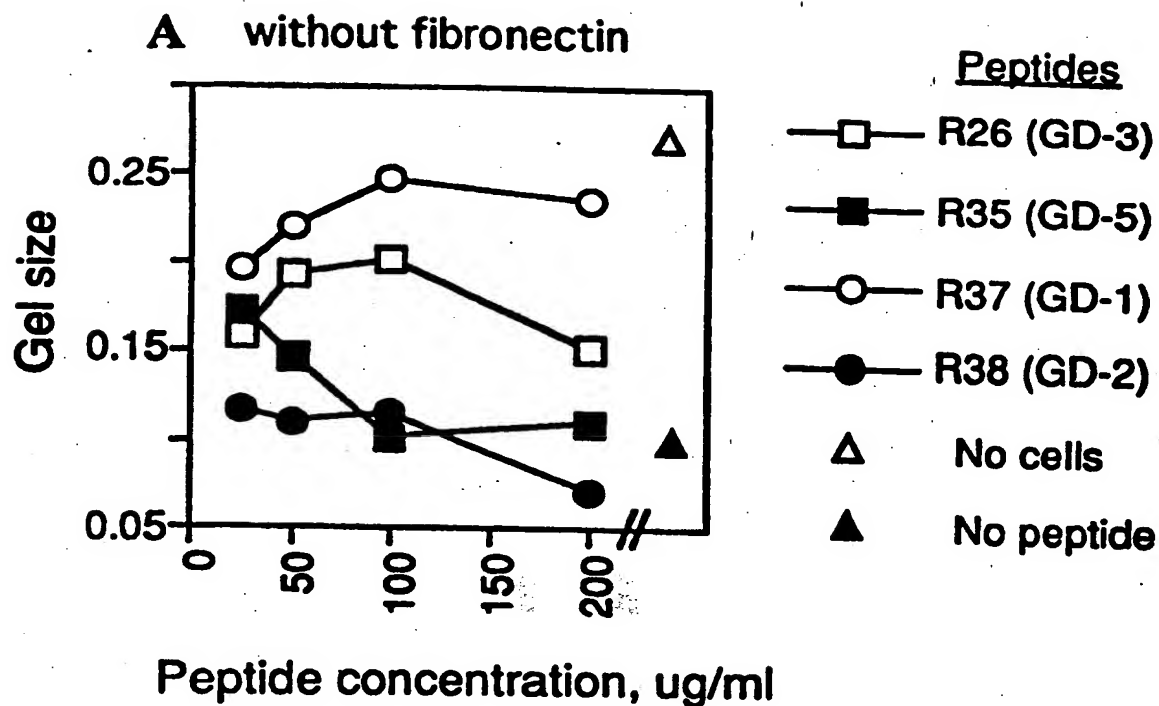 A without fibronectin
Peptides
R26 (GD-3)
R35 (GD-5)
R37 (GD-1)
R38 (GD-2)
No cells
No peptide
Gel size
0.25
0.15
0.05
0 50 100 150 200
Peptide concentration, ug/ml